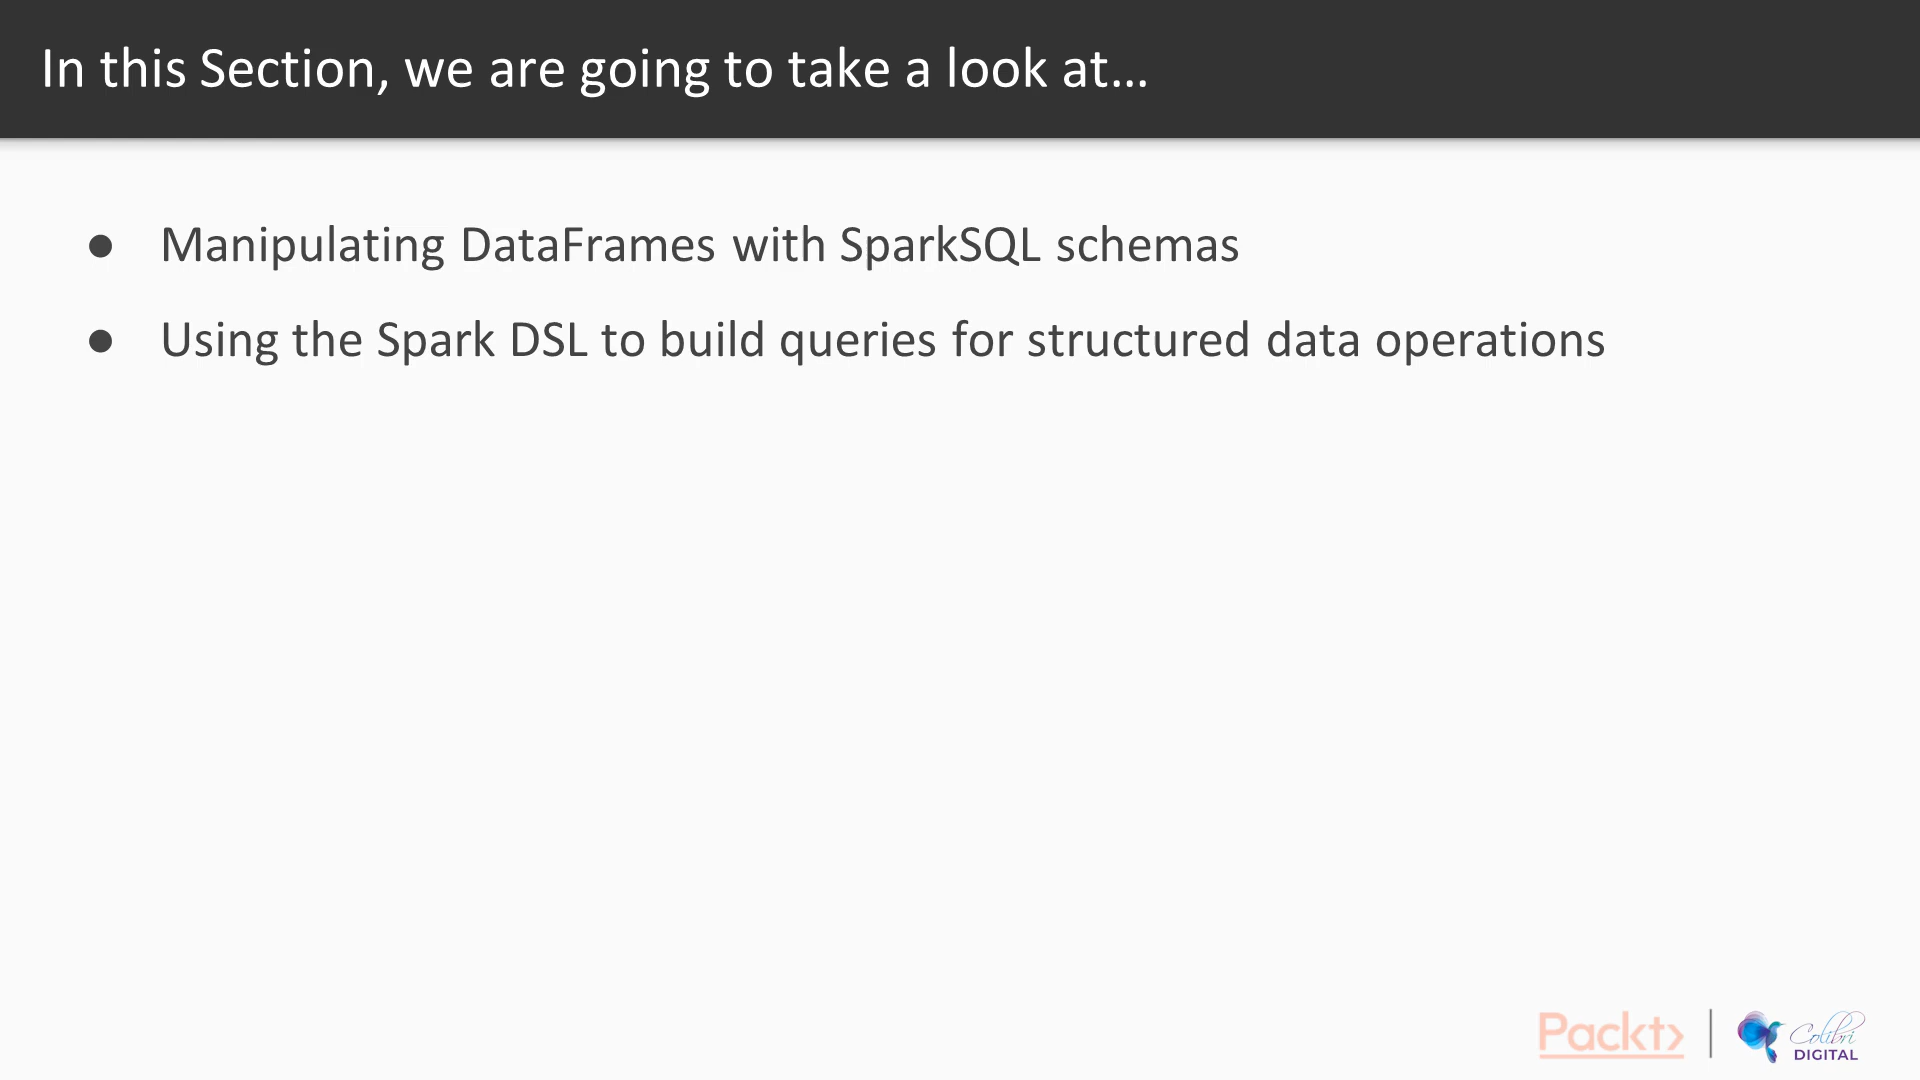 In this Section, we are going to take a look at...
● Manipulating DataFrames with SparkSQL schemas
● Using the Spark DSL to build queries for structured data operations
Packt>
Colibri
DIGITAL